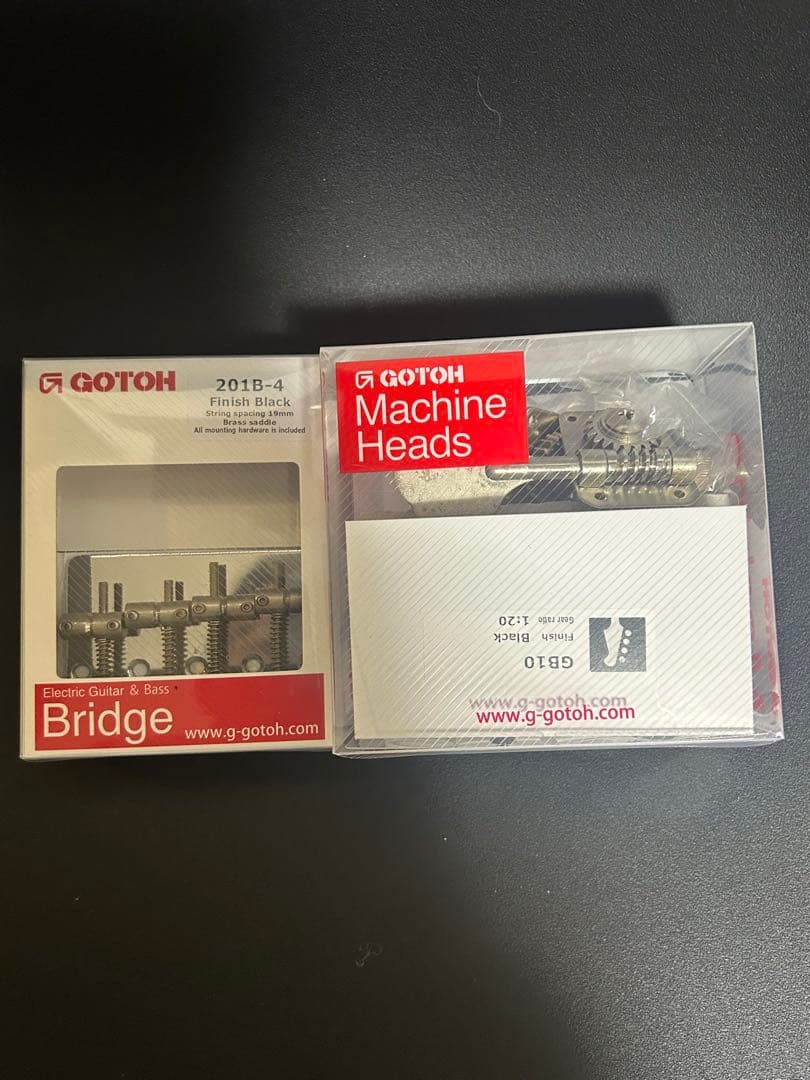 GOTOH
201B-4
Finish Black
String spacing 19mm
Brass saddle
All mounting hardware is included
Electric Guitar & Bass
Bridge www.g-gotoh.com
GOTOH
Machine
Heads
GB10
Finish Black
Gear ratio 1:20
www.g-gotoh.com
www.g-gotoh.com